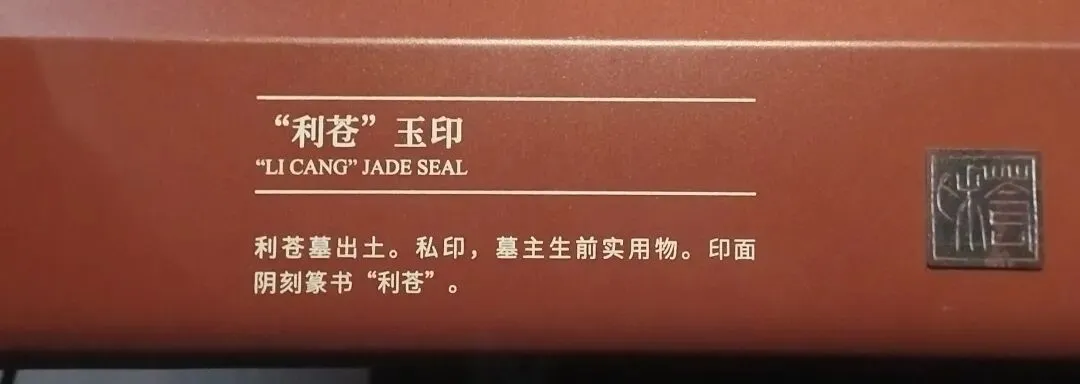 “利苍”玉印
“LI CANG” JADE SEAL
利苍墓出土。私印，墓主生前实用物。印面
阴刻篆书“利苍”。